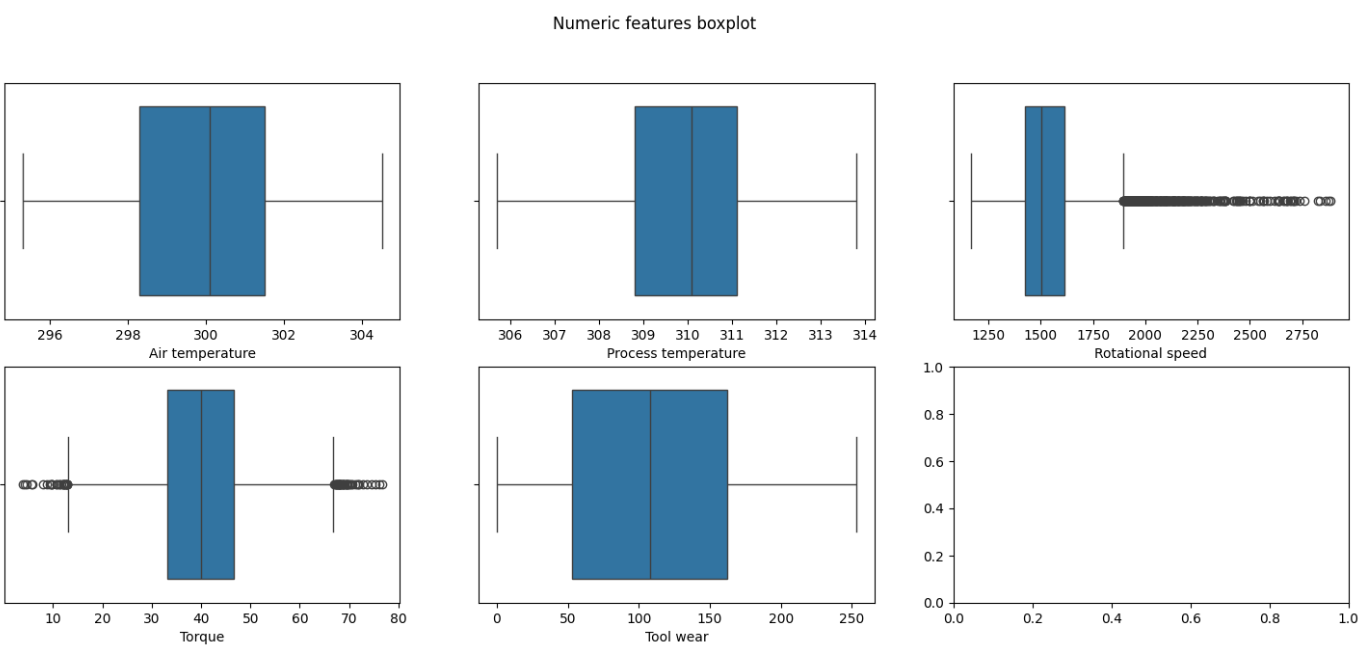 Numeric features boxplot
296 298 300 302 304
Air temperature
306 307 308 309 310 311 312 313 314
Process temperature
1250 1500 1750 2000 2250 2500 2750
Rotational speed
10 20 30 40 50 60 70 80
Torque
0 50 100 150 200 250
Tool wear
1.0
0.8
0.6
0.4
0.2
0.0
0.0 0.2 0.4 0.6 0.8 1.0